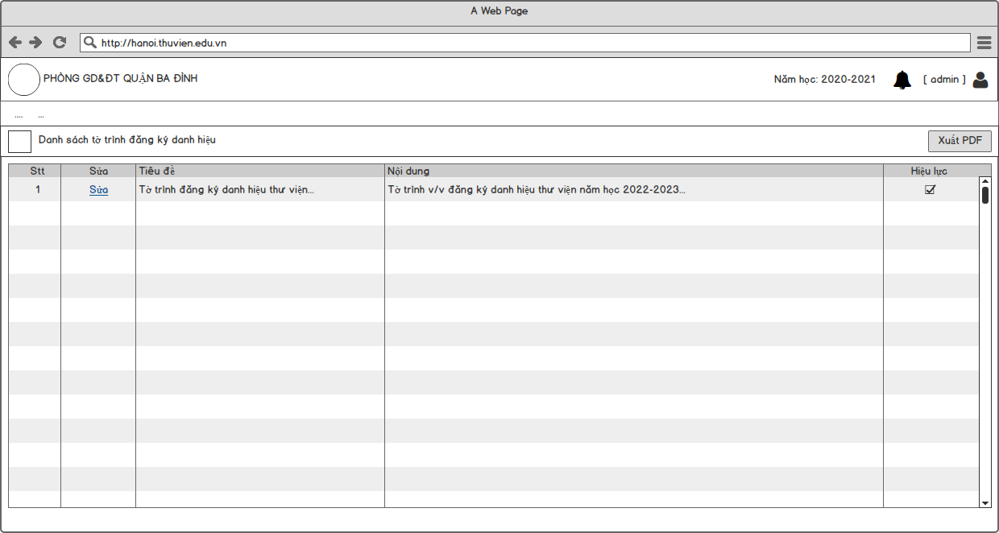 A Web Page
http://hanoi.thuvien.edu.vn
PHÒNG GD&ĐT QUẬN BA ĐÌNH
Năm học: 2020-2021
[ admin ]
.... ...
Danh sách tờ trình đăng ký danh hiệu
Xuất PDF
Stt Sửa Tiêu đề Nội dung Hiệu lực
1 Sửa Tờ trình đăng ký danh hiệu thư viện... Tờ trình v/v đăng ký danh hiệu thư viện năm học 2022-2023...